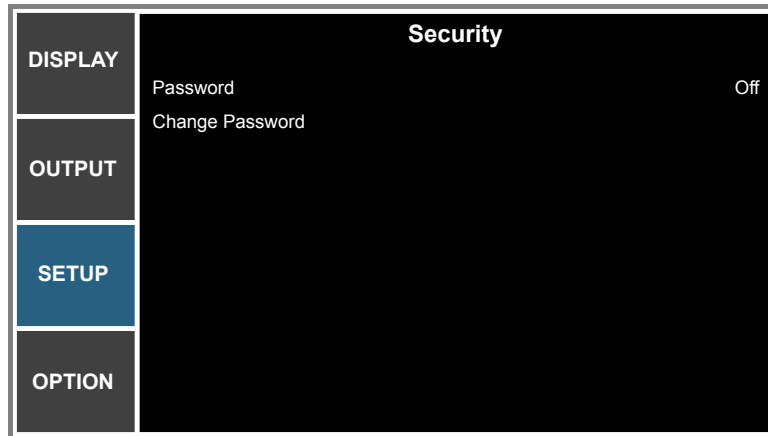 DISPLAY
OUTPUT
SETUP
OPTION
Security
Password Off
Change Password